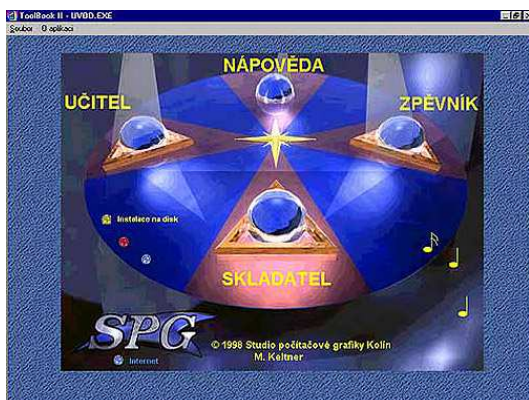 ToolBook II - UVOD.EXE
Soubor O aplikaci
NÁPOVĚDA
UČITEL
ZPĚVNÍK
Instalace na disk
SKLADATEL
SPG
© 1998 Studio počítačové grafiky Kolín
M. Keltner
Internet